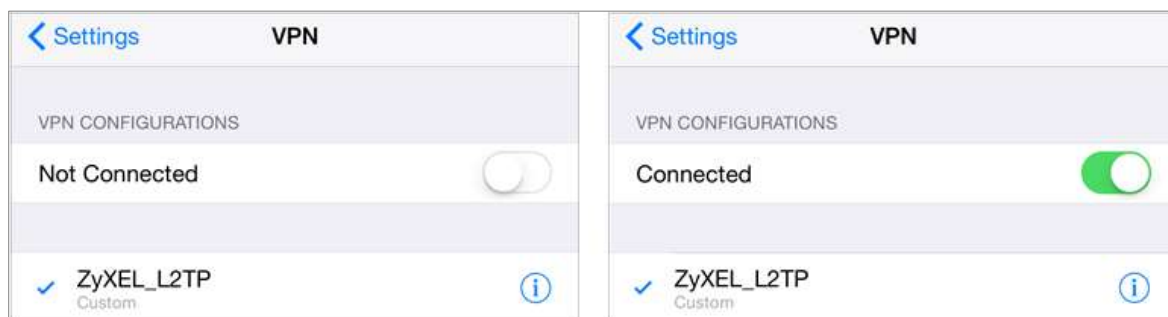 Settings VPN
VPN CONFIGURATIONS
Not Connected
ZyXEL_L2TP
Custom
Settings VPN
VPN CONFIGURATIONS
Connected
ZyXEL_L2TP
Custom